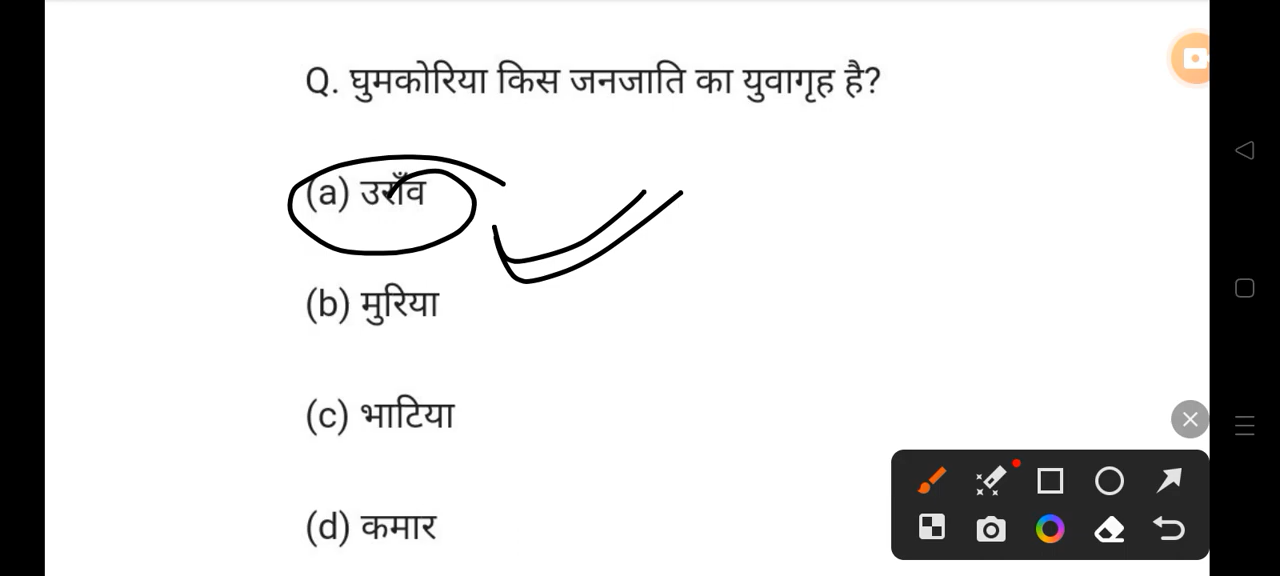 Q. घुमकोरिया किस जनजाति का युवागृह है?
(a) उराँव
(b) मुरिया
(c) भाटिया
(d) कमार